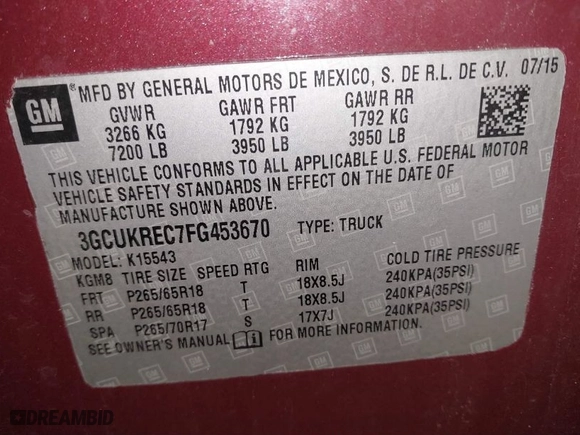 GM
® MFD BY GENERAL MOTORS DE MEXICO, S. DE R.L. DE C.V. 07/15
GVWR GAWR FRT GAWR RR
3266 KG 1792 KG 1792 KG
7200 LB 3950 LB 3950 LB
THIS VEHICLE CONFORMS TO ALL APPLICABLE U.S. FEDERAL MOTOR
VEHICLE SAFETY STANDARDS IN EFFECT ON THE DATE OF
MANUFACTURE SHOWN ABOVE.
3GCUKREC7FG453670 TYPE: TRUCK
MODEL: K15543
KGM8 TIRE SIZE SPEED RTG RIM COLD TIRE PRESSURE
FRT P265/65R18 T 18X8.5J 240KPA(35PSI)
RR P265/65R18 T 18X8.5J 240KPA(35PSI)
SPA P265/70R17 S 17X7J 240KPA(35PSI)
SEE OWNER'S MANUAL FOR MORE INFORMATION.
DREAMBID